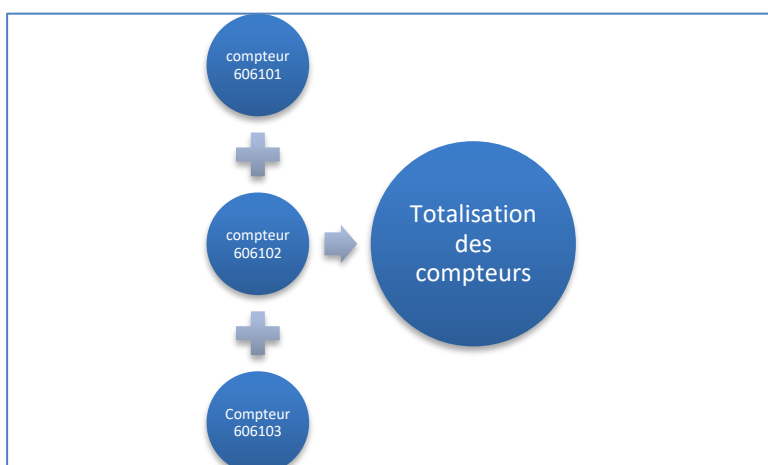 compteur
606101
compteur
606102
Compteur
606103
Totalisation
des
compteurs